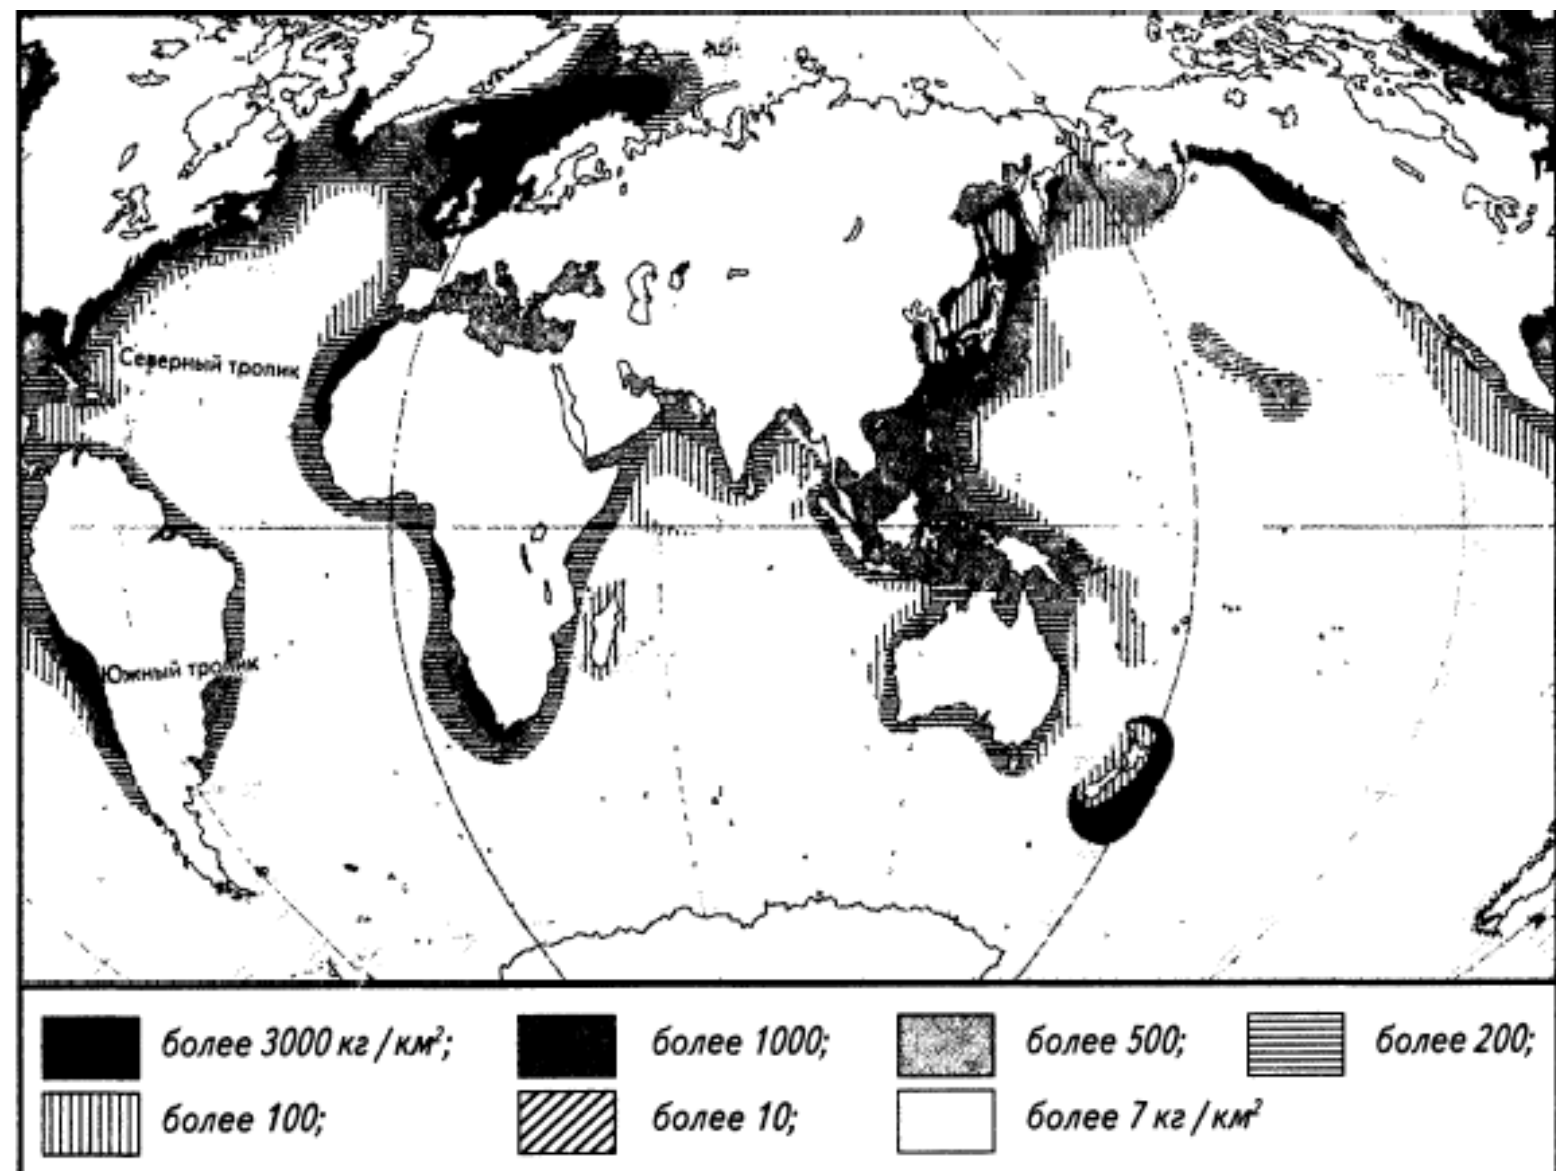 Северный тропик
Южный тропик
более 3000 кг / км²; более 1000; более 500; более 200;
более 100; более 10; более 7 кг / км²